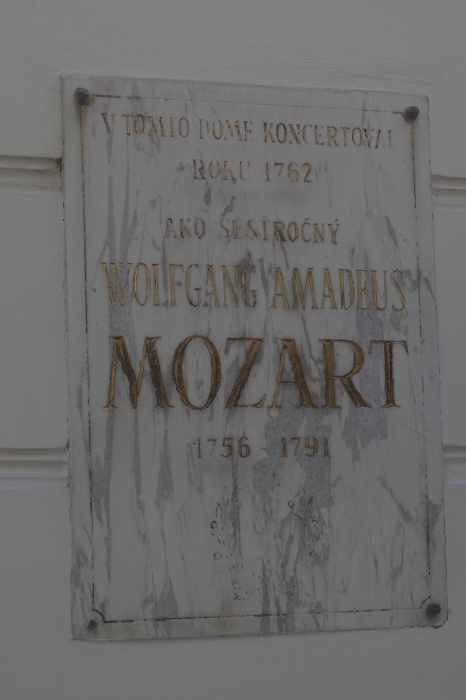 V TOMTO DOME KONCERTOVAL
ROKU 1762
AKO ŠESŤROČNÝ
WOLFGANG AMADEUS
MOZART
1756 - 1791